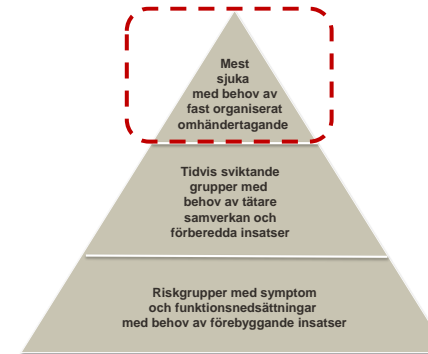 Mest
sjuka
med behov av
fast organiserat
omhändertagande
Tidvis sviktande
grupper med
behov av tätare
samverkan och
förberedda insatser
Riskgrupper med symptom
och funktionsnedsättningar
med behov av förebyggande insatser